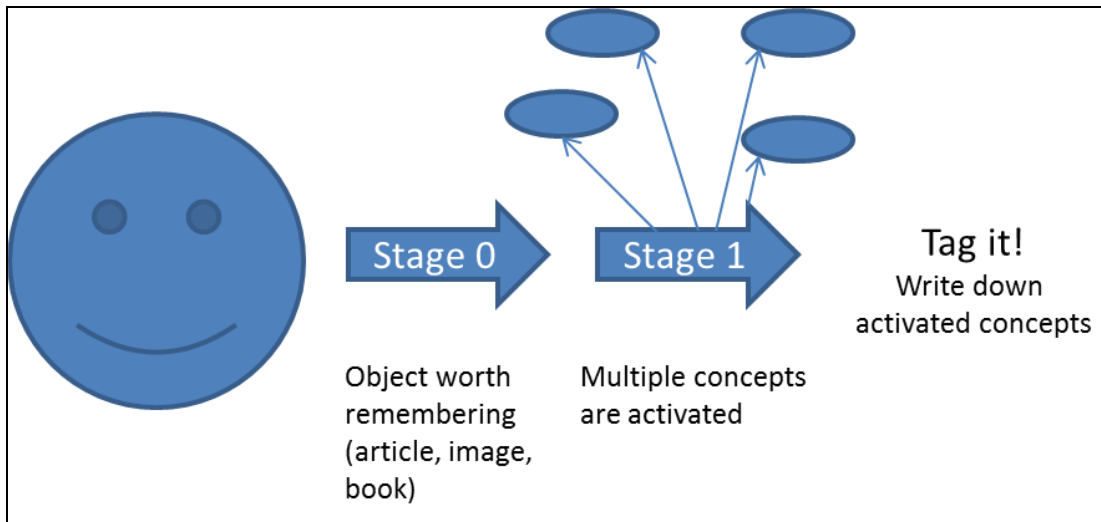 Stage 0
Stage 1
Tag it!
Write down
activated concepts
Object worth
remembering
(article, image,
book)
Multiple concepts
are activated